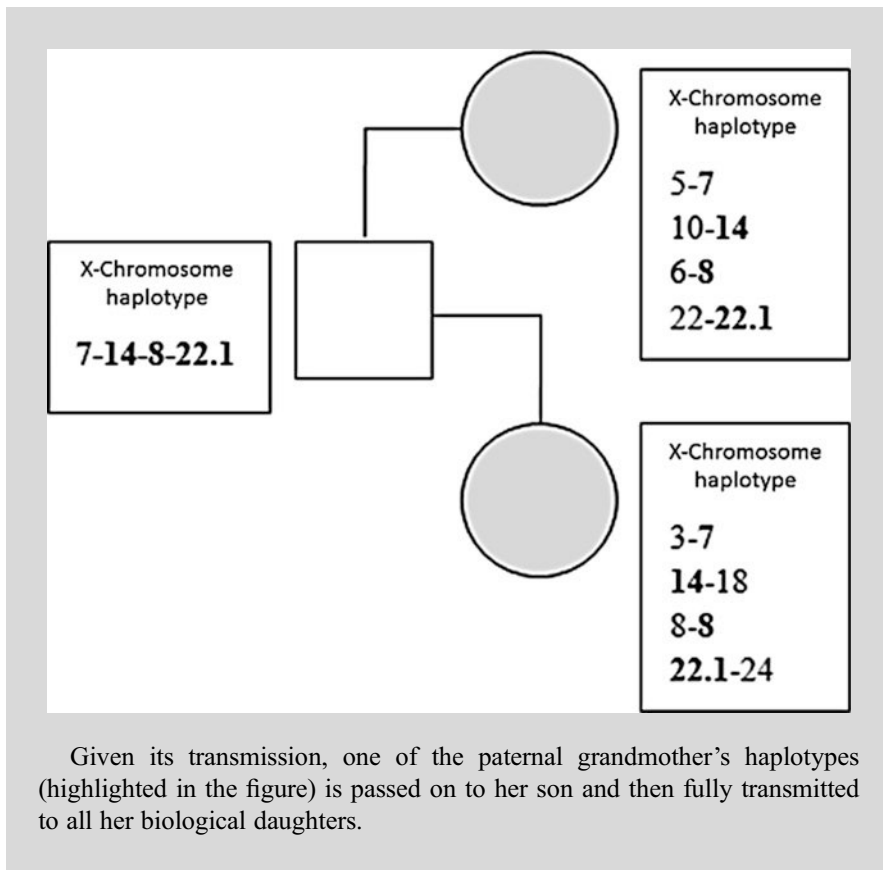 X-Chromosome
haplotype
5-7
10-14
6-8
22-22.1
X-Chromosome
haplotype
7-14-8-22.1
X-Chromosome
haplotype
3-7
14-18
8-8
22.1-24
Given its transmission, one of the paternal grandmother’s haplotypes
(highlighted in the figure) is passed on to her son and then fully transmitted
to all her biological daughters.